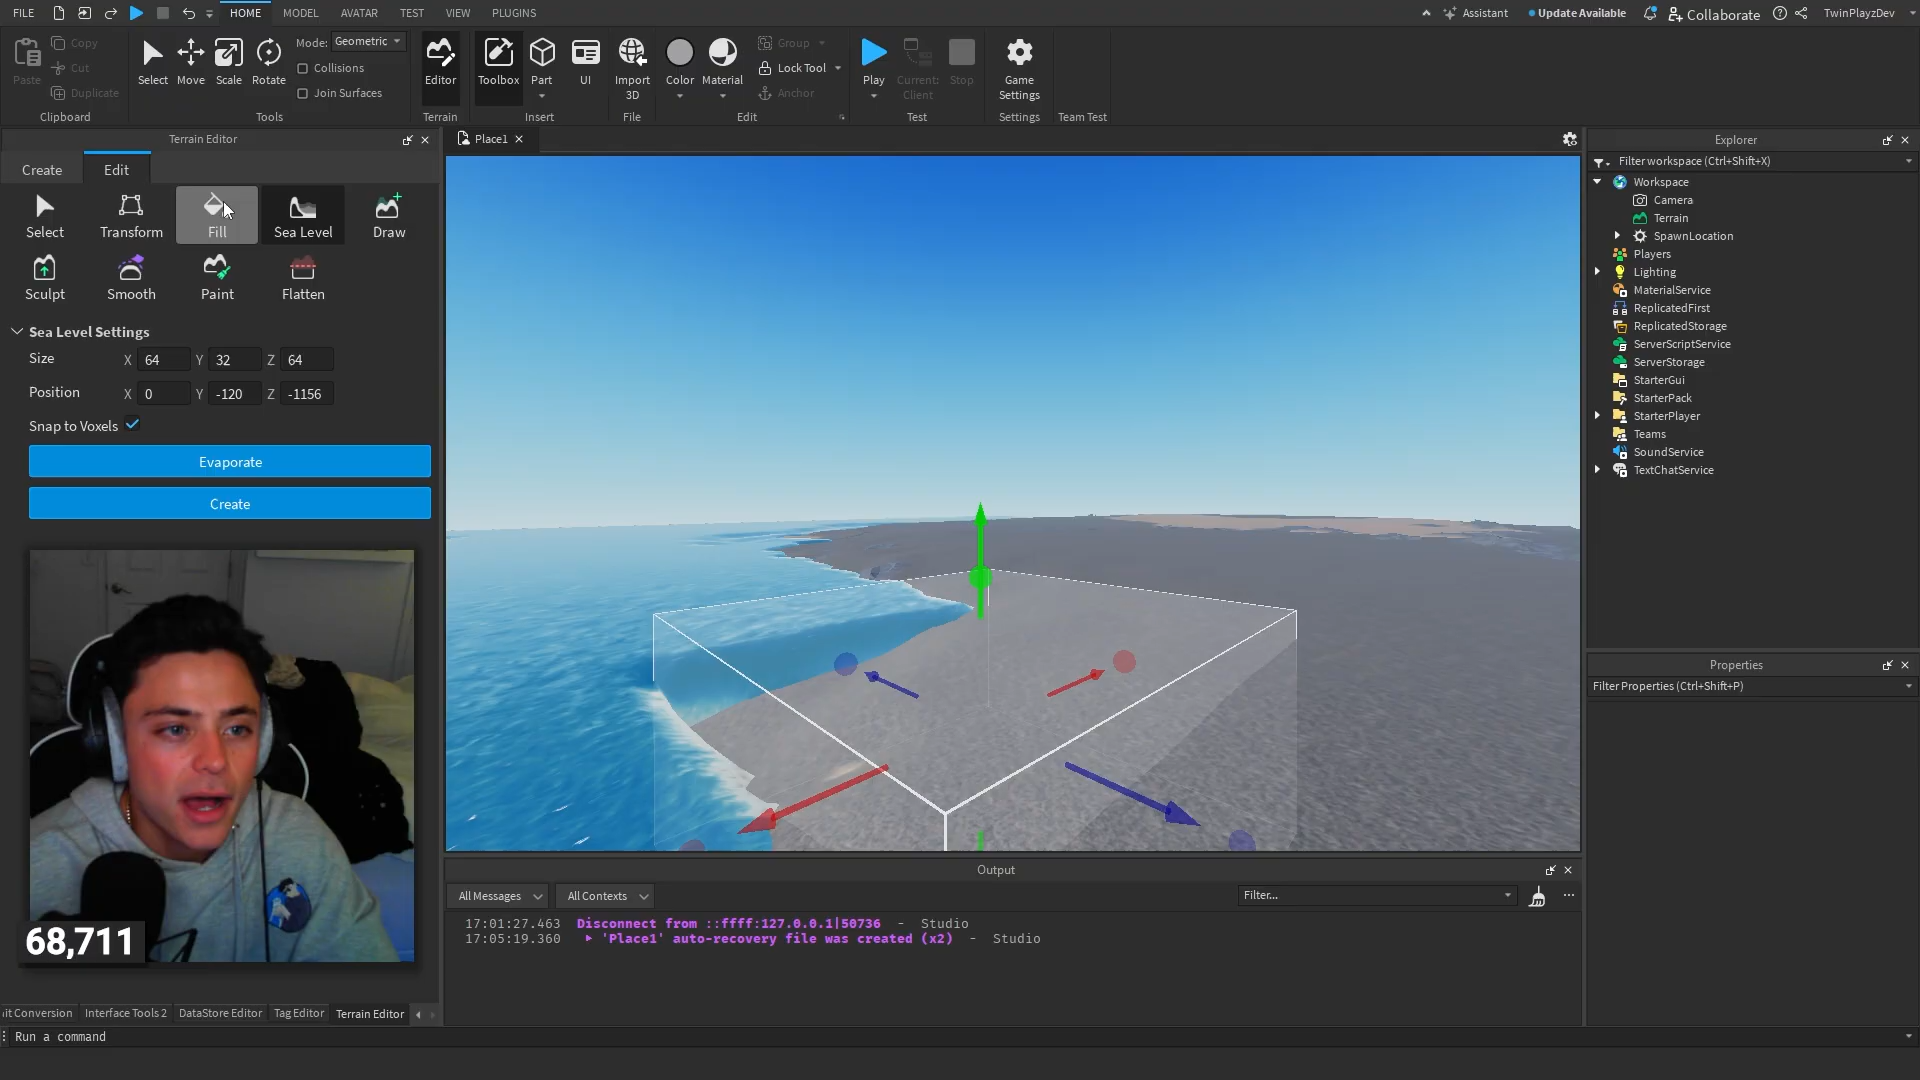 FILE
HOME
MODEL
AVATAR
TEST
VIEW
PLUGINS
Assistant
Update Available
Collaborate
TwinPlayzDev
Paste
Copy
Cut
Duplicate
Clipboard
Select
Move
Scale
Rotate
Mode: Geometric
Collisions
Join Surfaces
Tools
Editor
Terrain
Toolbox
Part
UI
Insert
Import 3D
File
Color
Material
Group
Lock Tool
Anchor
Edit
Play
Current: Client
Stop
Test
Game Settings
Settings
Team Test
Terrain Editor
Create
Edit
Select
Transform
Fill
Sea Level
Draw
Sculpt
Smooth
Paint
Flatten
Sea Level Settings
Size X 64 Y 32 Z 64
Position X 0 Y -120 Z -1156
Snap to Voxels
Evaporate
Create
68,711
it Conversion
Interface Tools 2
DataStore Editor
Tag Editor
Terrain Editor
Run a command
Place1
Output
All Messages
All Contexts
Filter...
17:01:27.463 Disconnect from ::ffff:127.0.0.1|50736 - Studio
17:05:19.360 'Place1' auto-recovery file was created (x2) - Studio
Explorer
Filter workspace (Ctrl+Shift+X)
Workspace
Camera
Terrain
SpawnLocation
Players
Lighting
MaterialService
ReplicatedFirst
ReplicatedStorage
ServerScriptService
ServerStorage
StarterGui
StarterPack
StarterPlayer
Teams
SoundService
TextChatService
Properties
Filter Properties (Ctrl+Shift+P)